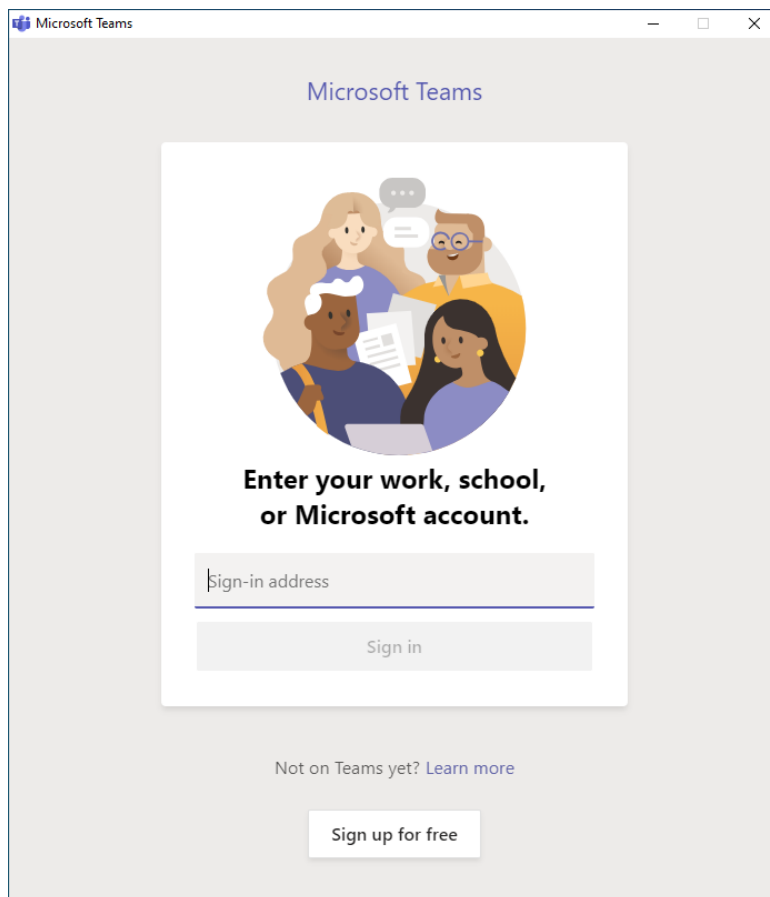 Microsoft Teams
Microsoft Teams
Enter your work, school,
or Microsoft account.
Sign-in address
Sign in
Not on Teams yet? Learn more
Sign up for free